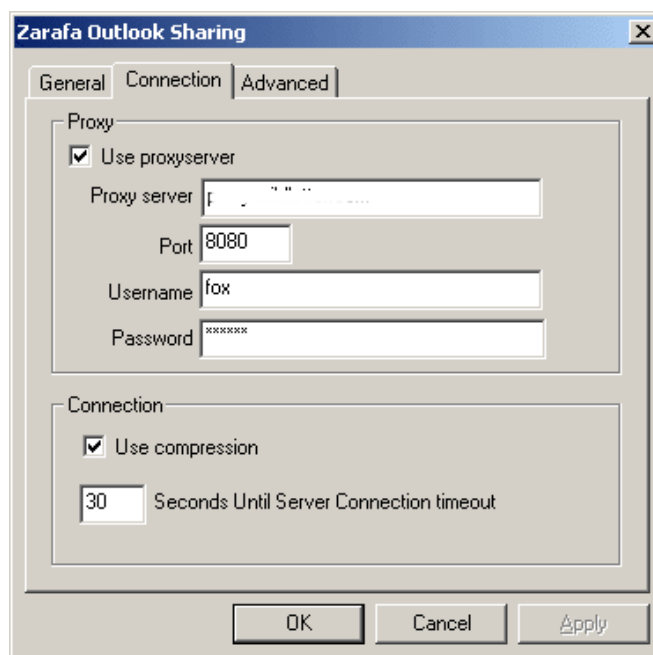 Zarafa Outlook Sharing
General Connection Advanced
Proxy
Use proxyserver
Proxy server
Port 8080
Username fox
Password ******
Connection
Use compression
30 Seconds Until Server Connection timeout
OK Cancel Apply